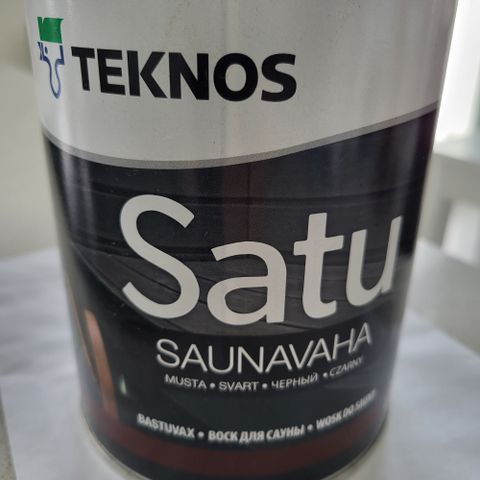 TEKNOS
Satu
SAUNAVAHA
MUSTA • SVART • ЧЕРНЫЙ • CZARNY
BASTUVAX • ВОСК ДЛЯ САУНЫ • WOSK DO SAUNY